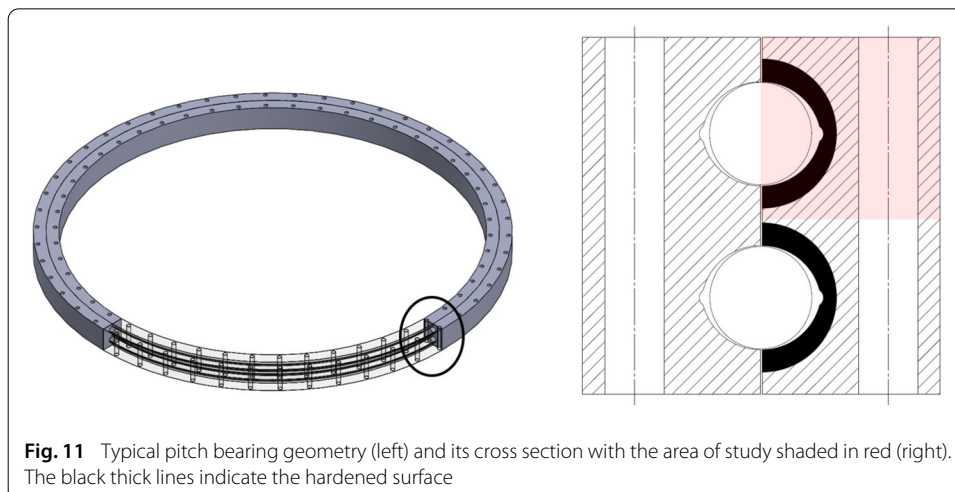 Fig. 11 Typical pitch bearing geometry (left) and its cross section with the area of study shaded in red (right).
The black thick lines indicate the hardened surface